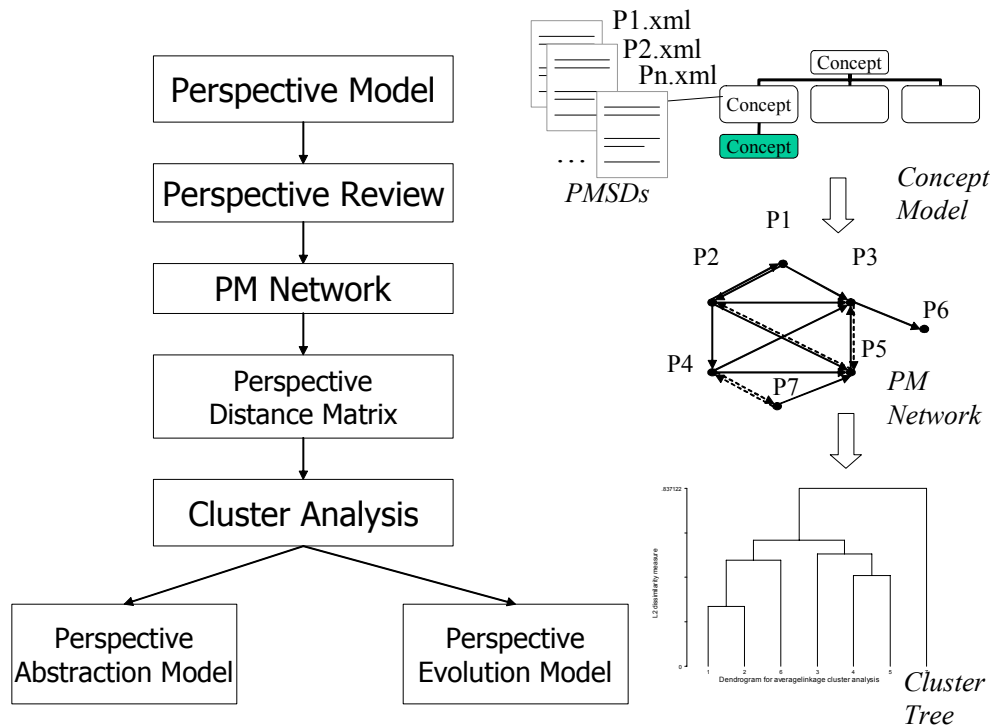 Perspective Model
Perspective Review
PM Network
Perspective
Distance Matrix
Cluster Analysis
Perspective
Abstraction Model
Perspective
Evolution Model
P1.xml
P2.xml
Pn.xml
...
PMSDs
Concept
Concept
Concept
Concept
Model
P1
P2
P3
P6
P4
P5
P7
PM
Network
.837122
L2 dissimilarity measure
0
1 2 6 3 4 5
Dendrogram for averagelinkage cluster analysis
Cluster
Tree